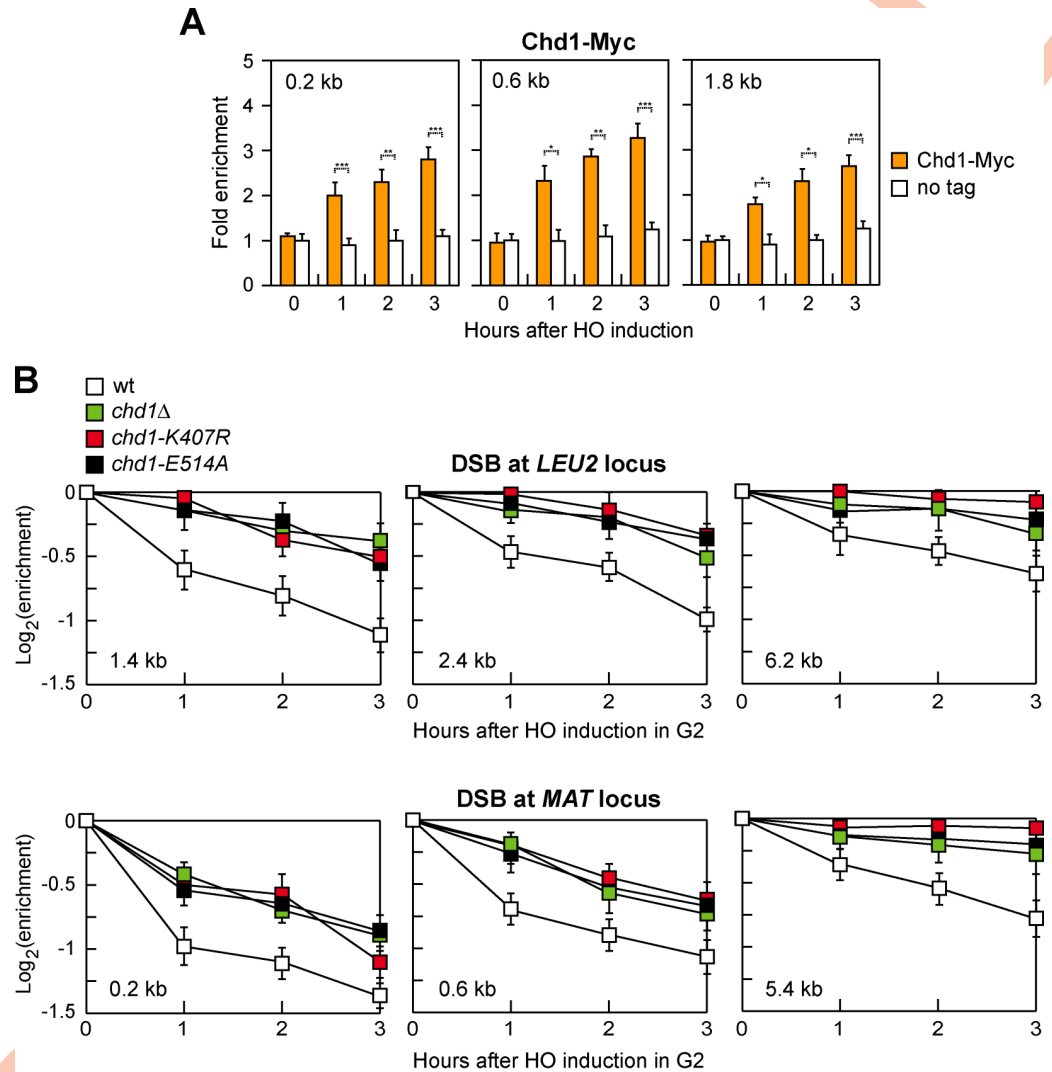 A
Chd1-Myc
5
4
3
2
1
0
Fold enrichment
0.2 kb
0.6 kb
1.8 kb
***
**
***
*
**
***
*
*
***
Chd1-Myc
no tag
0 1 2 3
0 1 2 3
0 1 2 3
Hours after HO induction
B
wt
chd1Δ
chd1-K407R
chd1-E514A
DSB at LEU2 locus
0
-0.5
-1
-1.5
Log2(enrichment)
1.4 kb
2.4 kb
6.2 kb
0 1 2 3
0 1 2 3
0 1 2 3
Hours after HO induction in G2
DSB at MAT locus
0
-0.5
-1
-1.5
Log2(enrichment)
0.2 kb
0.6 kb
5.4 kb
0 1 2 3
0 1 2 3
0 1 2 3
Hours after HO induction in G2